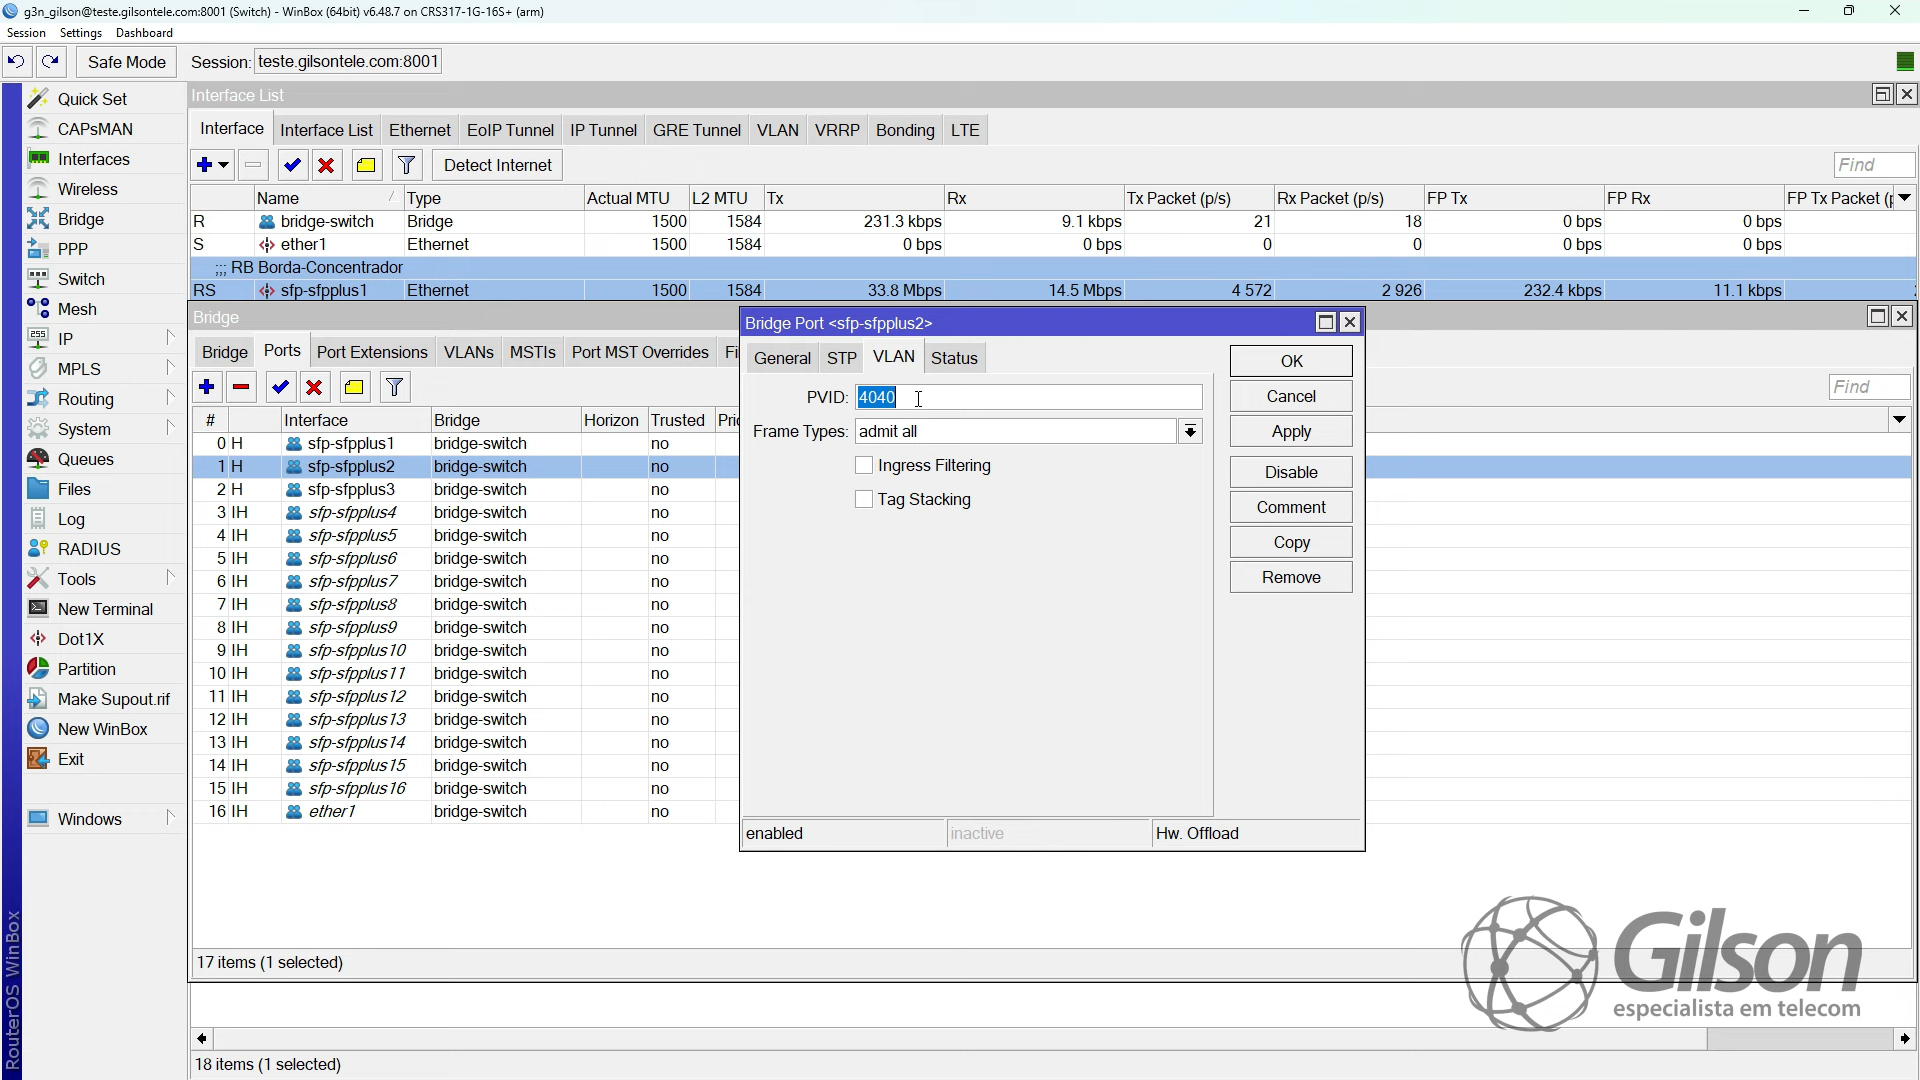 g3n_gilson@teste.gilsontele.com:8001 (Switch) - WinBox (64bit) v6.48.7 on CRS317-1G-16S+ (arm)
Session Settings Dashboard
Safe Mode Session: teste.gilsontele.com:8001
Quick Set
CAPsMAN
Interfaces
Wireless
Bridge
PPP
Switch
Mesh
IP
MPLS
Routing
System
Queues
Files
Log
RADIUS
Tools
New Terminal
Dot1X
Partition
Make Supout.rif
New WinBox
Exit
Windows
RouterOS WinBox
Interface List
Interface Interface List Ethernet EoIP Tunnel IP Tunnel GRE Tunnel VLAN VRRP Bonding LTE
Detect Internet Find
Name Type Actual MTU L2 MTU Tx Rx Tx Packet (p/s) Rx Packet (p/s) FP Tx FP Rx FP Tx Packet (
R bridge-switch Bridge 1500 1584 231.3 kbps 9.1 kbps 21 18 0 bps 0 bps
S ether1 Ethernet 1500 1584 0 bps 0 bps 0 0 0 bps 0 bps
;;; RB Borda-Concentrador
RS sfp-sfpplus1 Ethernet 1500 1584 33.8 Mbps 14.5 Mbps 4 572 2 926 232.4 kbps 11.1 kbps
Bridge
Bridge Ports Port Extensions VLANs MSTIs Port MST Overrides
Find
# Interface Bridge Horizon Trusted
0 H sfp-sfpplus1 bridge-switch no
1 H sfp-sfpplus2 bridge-switch no
2 H sfp-sfpplus3 bridge-switch no
3 IH sfp-sfpplus4 bridge-switch no
4 IH sfp-sfpplus5 bridge-switch no
5 IH sfp-sfpplus6 bridge-switch no
6 IH sfp-sfpplus7 bridge-switch no
7 IH sfp-sfpplus8 bridge-switch no
8 IH sfp-sfpplus9 bridge-switch no
9 IH sfp-sfpplus10 bridge-switch no
10 IH sfp-sfpplus11 bridge-switch no
11 IH sfp-sfpplus12 bridge-switch no
12 IH sfp-sfpplus13 bridge-switch no
13 IH sfp-sfpplus14 bridge-switch no
14 IH sfp-sfpplus15 bridge-switch no
15 IH sfp-sfpplus16 bridge-switch no
16 IH ether1 bridge-switch no
17 items (1 selected)
Bridge Port <sfp-sfpplus2>
General STP VLAN Status
PVID: 4040
Frame Types: admit all
Ingress Filtering
Tag Stacking
OK
Cancel
Apply
Disable
Comment
Copy
Remove
enabled inactive Hw. Offload
Gilson
especialista em telecom
18 items (1 selected)